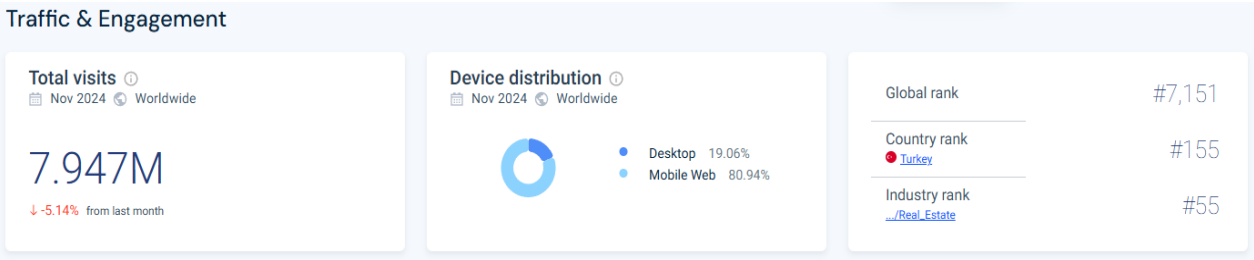 Traffic & Engagement
Total visits
Nov 2024 Worldwide
7.947M
↓ -5.14% from last month
Device distribution
Nov 2024 Worldwide
Desktop 19.06%
Mobile Web 80.94%
Global rank #7,151
Country rank
Turkey
#155
Industry rank
.../Real_Estate
#55